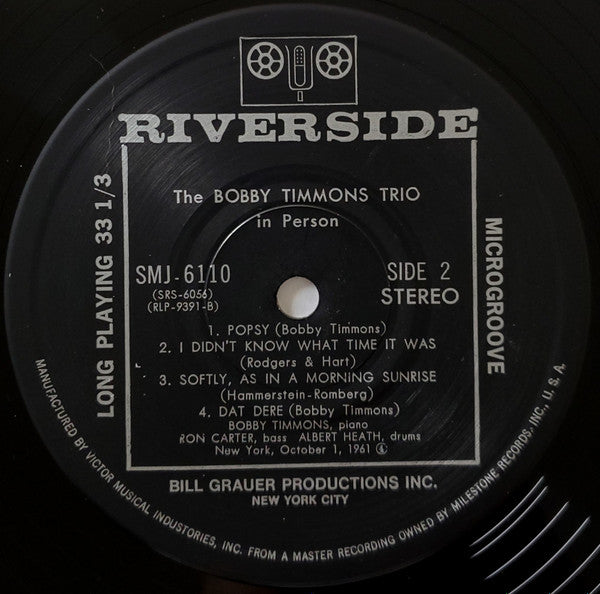 RIVERSIDE
The BOBBY TIMMONS TRIO
in Person
LONG PLAYING 33 1/3
MICROGROOVE
SMJ-6110
(SRS-6056)
(RLP-9391-B)
SIDE 2
STEREO
1. POPSY (Bobby Timmons)
2. I DIDN'T KNOW WHAT TIME IT WAS
(Rodgers & Hart)
3. SOFTLY, AS IN A MORNING SUNRISE
(Hammerstein-Romberg)
4. DAT DERE (Bobby Timmons)
BOBBY TIMMONS, piano
RON CARTER, bass ALBERT HEATH, drums
New York, October 1, 1961
BILL GRAUER PRODUCTIONS INC.
NEW YORK CITY
MANUFACTURED BY VICTOR MUSICAL INDUSTRIES, INC. FROM A MASTER RECORDING OWNED BY MILESTONE RECORDS, INC., U. S. A.